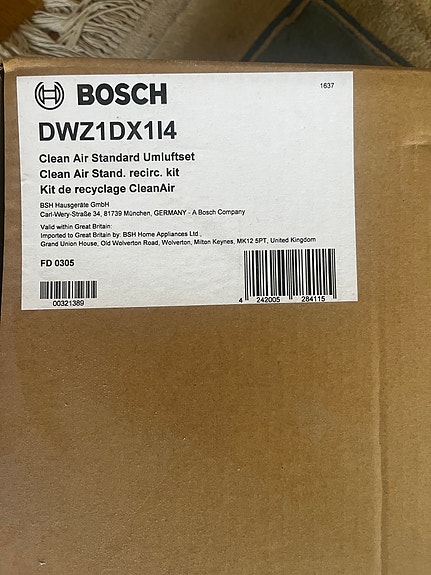 1637
BOSCH
DWZ1DX1I4
Clean Air Standard Umluftset
Clean Air Stand. recirc. kit
Kit de recyclage CleanAir
BSH Hausgeräte GmbH
Carl-Wery-Straße 34, 81739 München, GERMANY - A Bosch Company
Valid within Great Britain:
Imported to Great Britain by: BSH Home Appliances Ltd.,
Grand Union House, Old Wolverton Road, Wolverton, Milton Keynes, MK12 5PT, United Kingdom
FD 0305
00321389
4 242005 284115